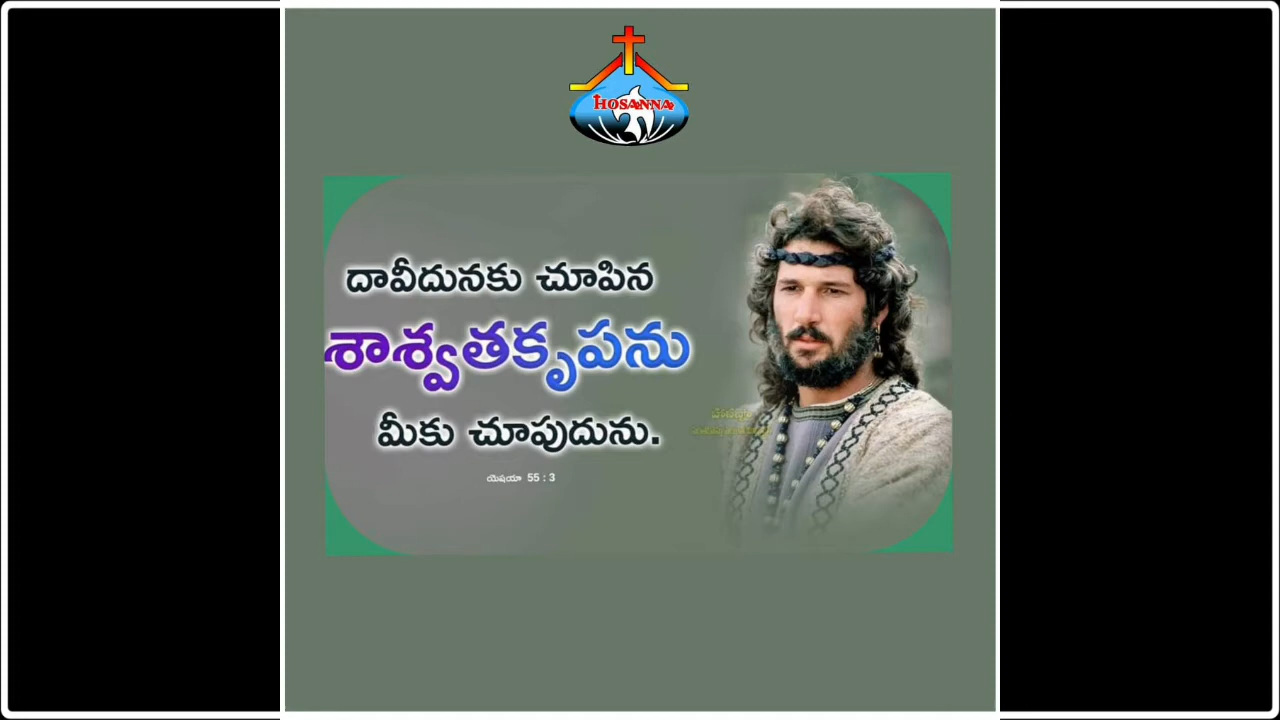 HOSANNA
దావీదునకు చూపిన
శాశ్వతకృపను
మీకు చూపుదును.
యెషయా 55 : 3